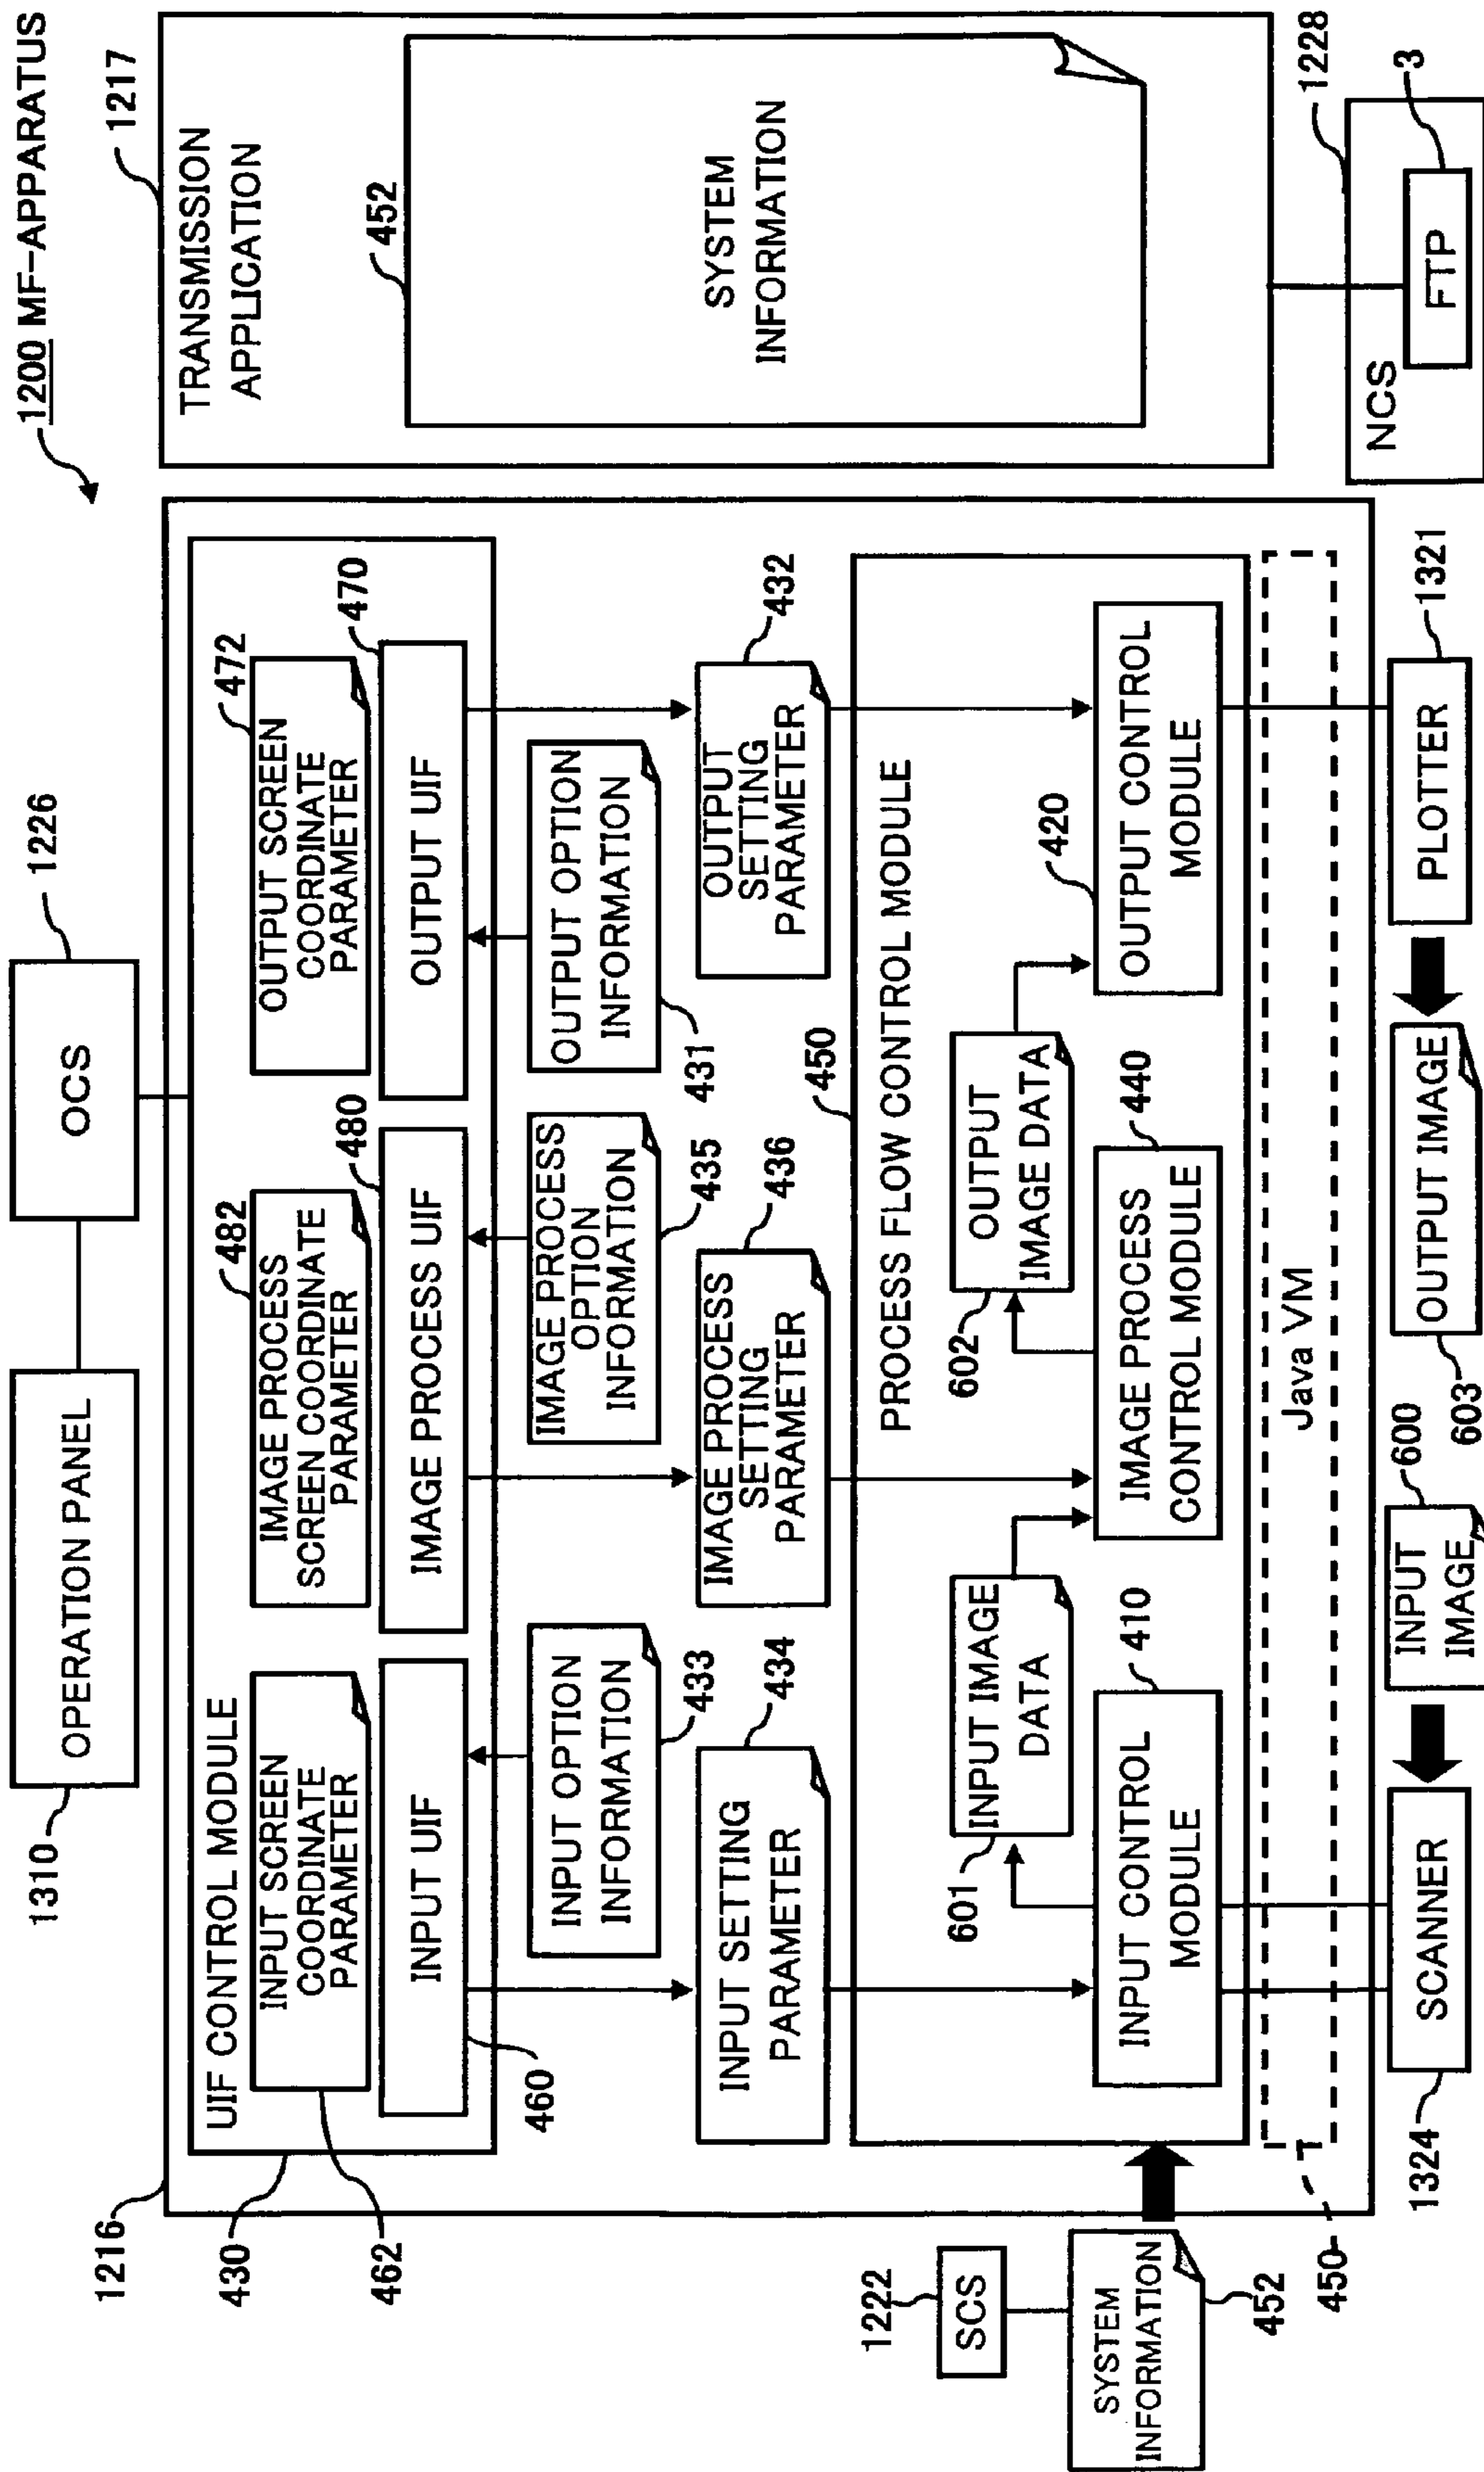 1200 MF-APPARATUS
1310
OPERATION PANEL
OCS
1226
1217
TRANSMISSION
APPLICATION
452
SYSTEM
INFORMATION
1216
430
UIF CONTROL MODULE
INPUT SCREEN
COORDINATE
PARAMETER
462
INPUT UIF
460
482
IMAGE PROCESS
SCREEN COORDINATE
PARAMETER
480
IMAGE PROCESS UIF
472
OUTPUT SCREEN
COORDINATE
PARAMETER
470
OUTPUT UIF
INPUT OPTION
INFORMATION
433
IMAGE PROCESS
OPTION
INFORMATION
435
OUTPUT OPTION
INFORMATION
431
INPUT SETTING
PARAMETER
434
IMAGE PROCESS
SETTING
PARAMETER
436
OUTPUT
SETTING
PARAMETER
432
450
PROCESS FLOW CONTROL MODULE
601
INPUT IMAGE
DATA
602
OUTPUT
IMAGE DATA
410
INPUT CONTROL
MODULE
440
IMAGE PROCESS
CONTROL MODULE
420
OUTPUT CONTROL
MODULE
Java VM
450
1222
SCS
SYSTEM
INFORMATION
452
1324
SCANNER
600
INPUT
IMAGE
603
OUTPUT IMAGE
PLOTTER
1321
1228
NCS
FTP
3